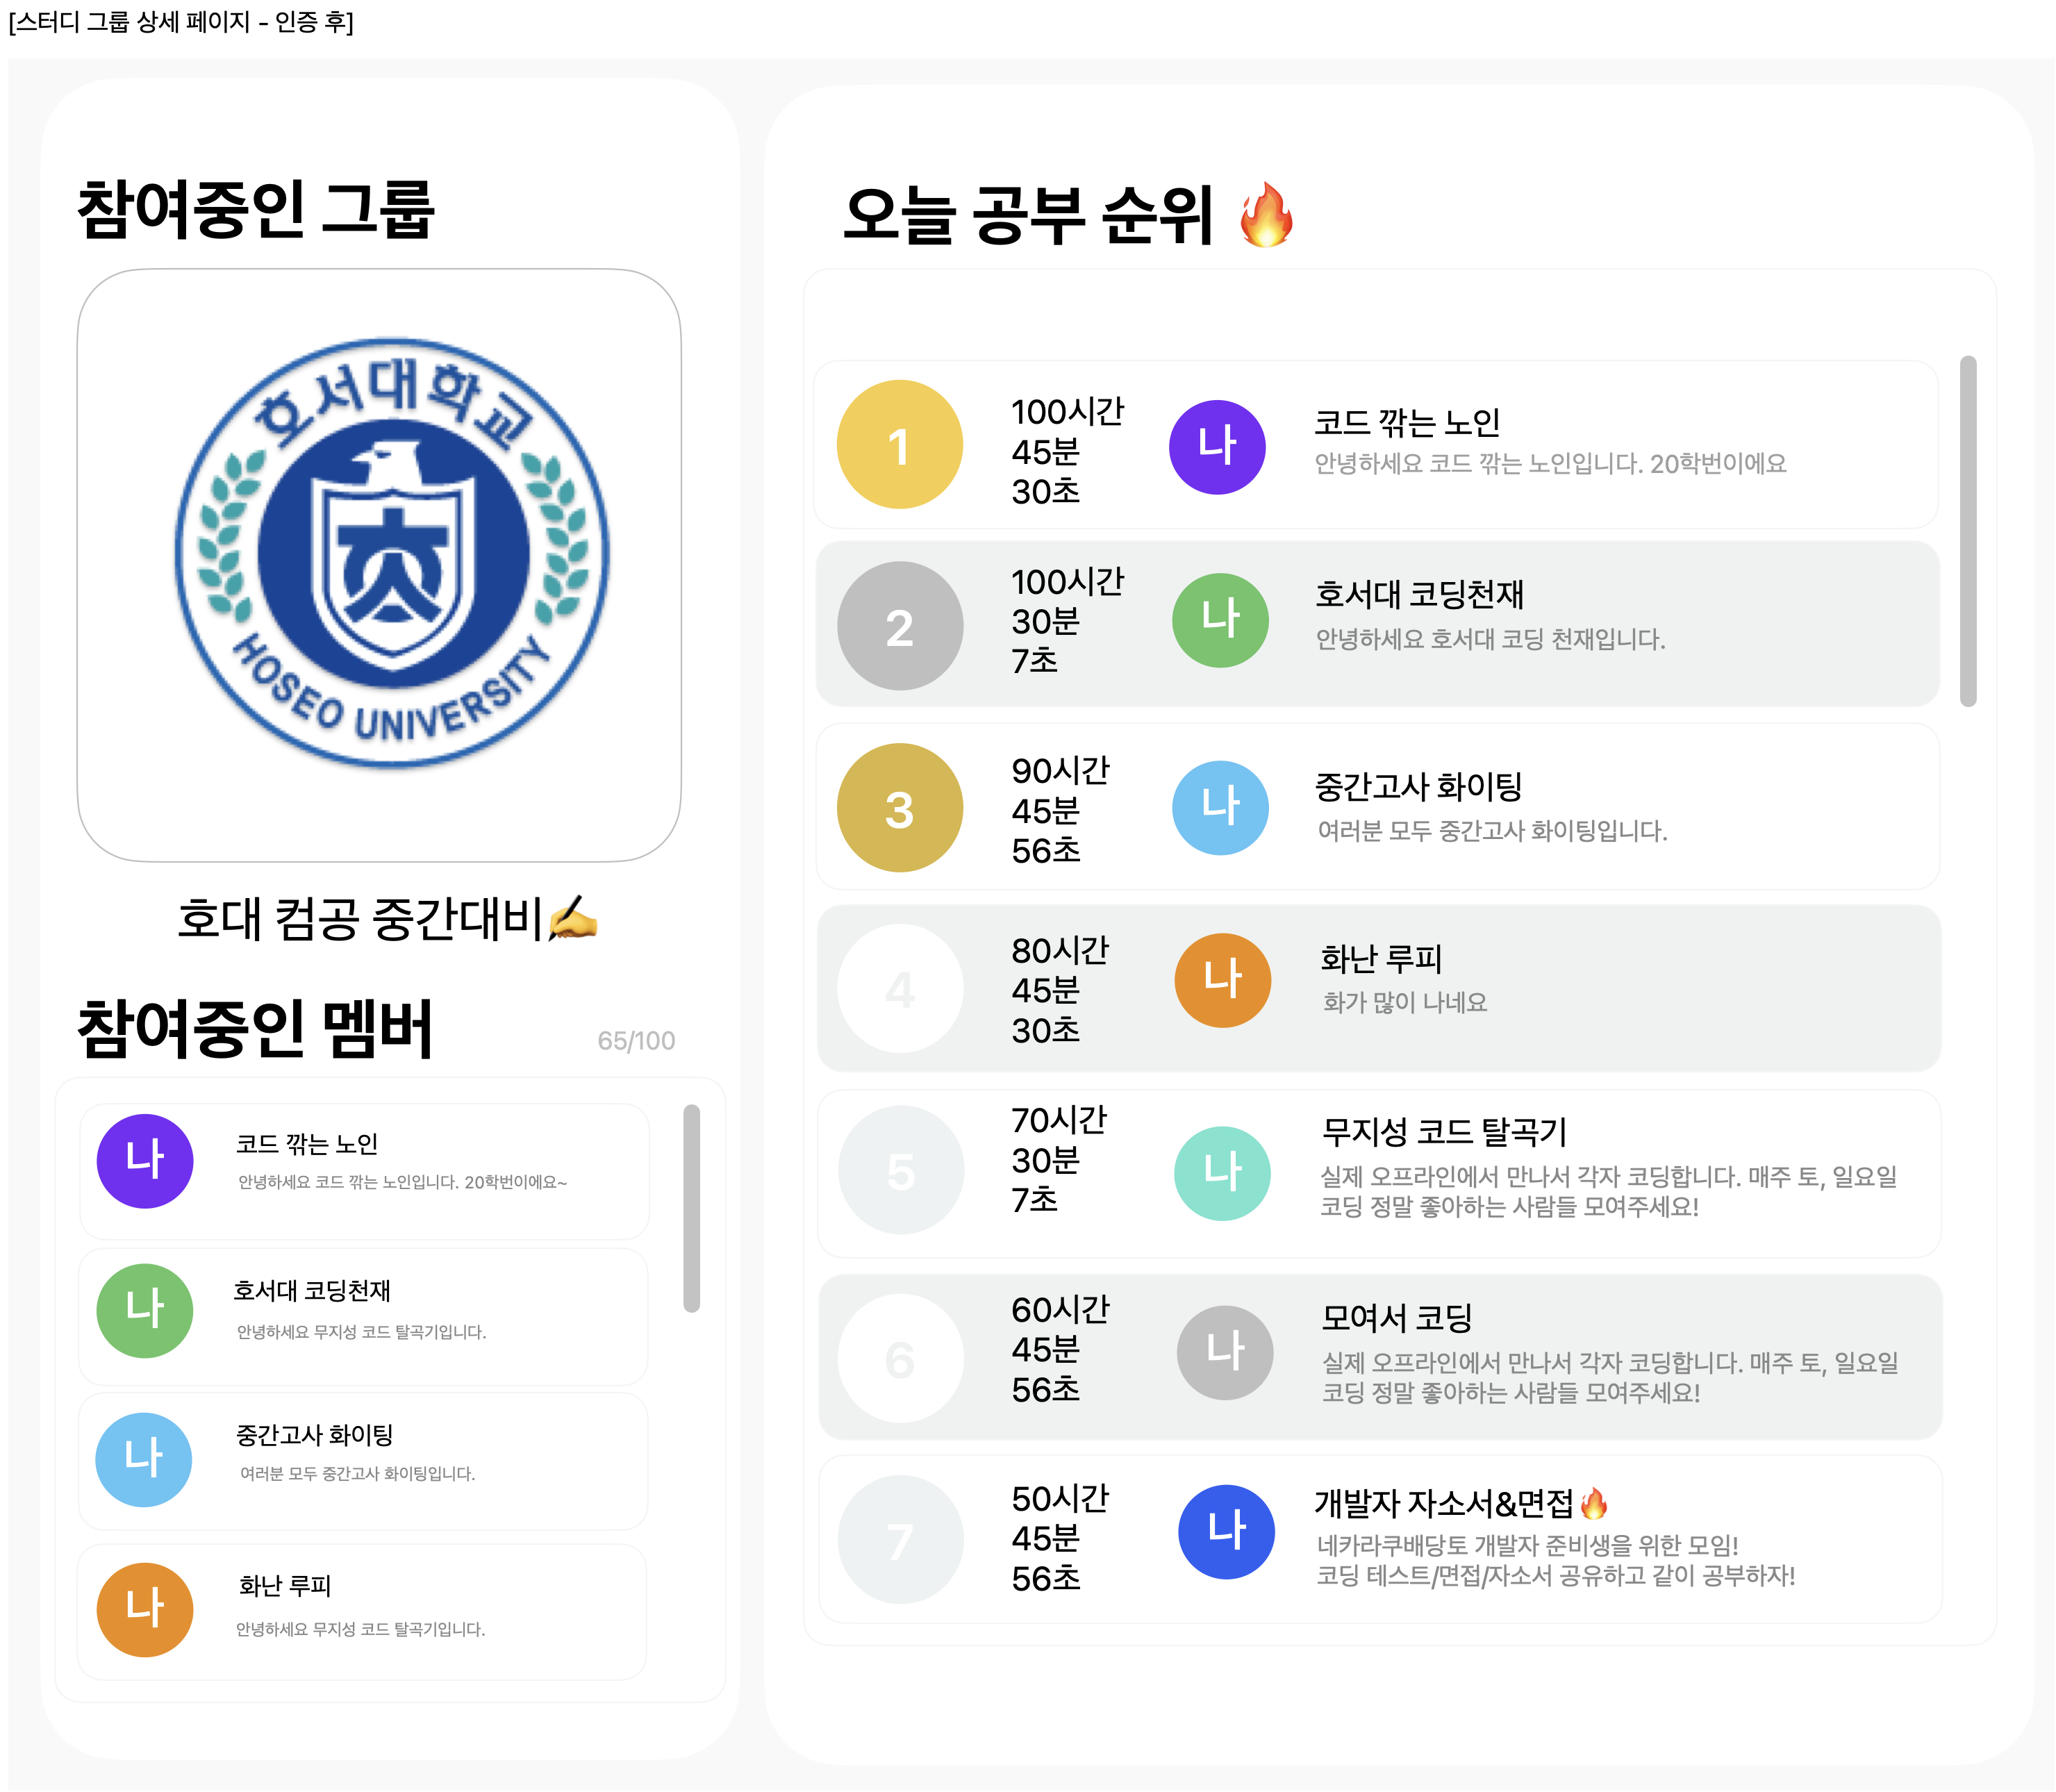 [스터디 그룹 상세 페이지 - 인증 후]
참여중인 그룹
호서대학교
HOSEO UNIVERSITY
호대 컴공 중간대비✍️
참여중인 멤버
65/100
나
코드 깎는 노인
안녕하세요 코드 깎는 노인입니다. 20학번이에요~
나
호서대 코딩천재
안녕하세요 무지성 코드 탈곡기입니다.
나
중간고사 화이팅
여러분 모두 중간고사 화이팅입니다.
나
화난 루피
안녕하세요 무지성 코드 탈곡기입니다.
오늘 공부 순위 🔥
1
100시간
45분
30초
나
코드 깎는 노인
안녕하세요 코드 깎는 노인입니다. 20학번이에요
2
100시간
30분
7초
나
호서대 코딩천재
안녕하세요 호서대 코딩 천재입니다.
3
90시간
45분
56초
나
중간고사 화이팅
여러분 모두 중간고사 화이팅입니다.
4
80시간
45분
30초
나
화난 루피
화가 많이 나네요
5
70시간
30분
7초
나
무지성 코드 탈곡기
실제 오프라인에서 만나서 각자 코딩합니다. 매주 토, 일요일
코딩 정말 좋아하는 사람들 모여주세요!
6
60시간
45분
56초
나
모여서 코딩
실제 오프라인에서 만나서 각자 코딩합니다. 매주 토, 일요일
코딩 정말 좋아하는 사람들 모여주세요!
7
50시간
45분
56초
나
개발자 자소서&면접🔥
네카라쿠배당토 개발자 준비생을 위한 모임!
코딩 테스트/면접/자소서 공유하고 같이 공부하자!